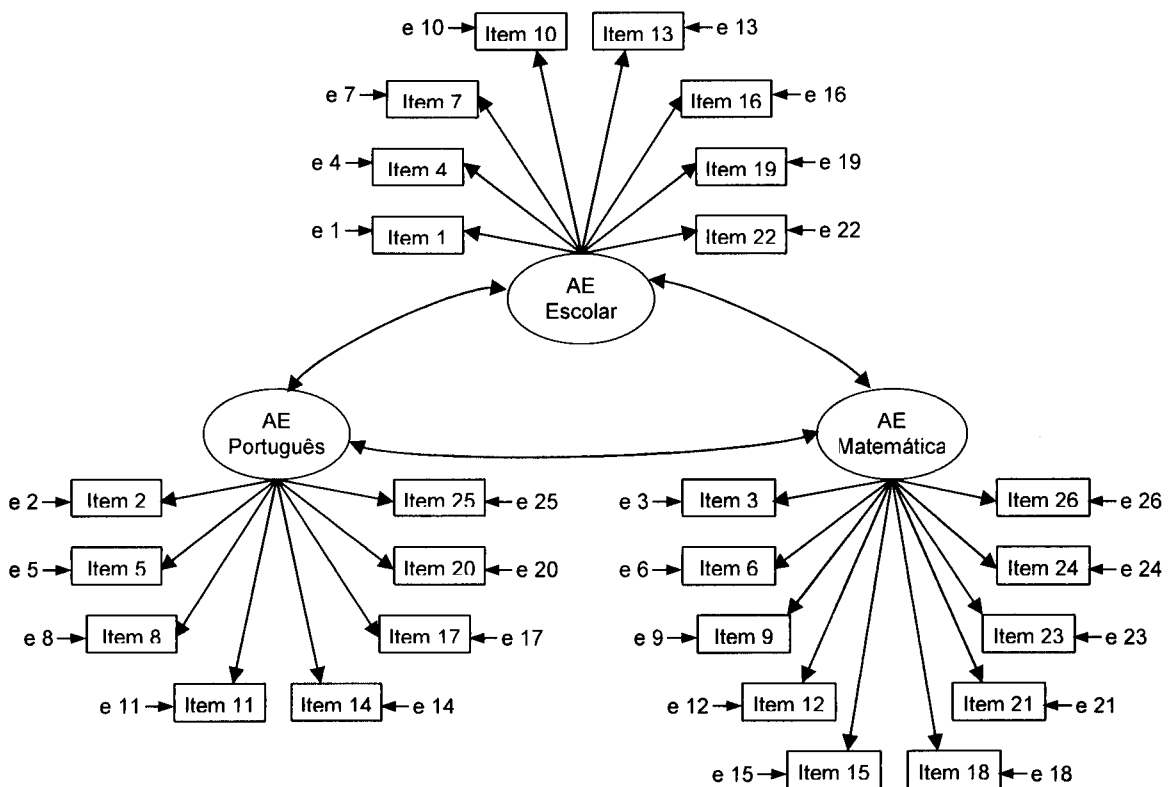 e 10 Item 10 Item 13 e 13
e 7 Item 7 Item 16 e 16
e 4 Item 4 Item 19 e 19
e 1 Item 1 Item 22 e 22
AE
Escolar
AE
Português
AE
Matemática
e 2 Item 2 Item 25 e 25
e 5 Item 5 Item 20 e 20
e 8 Item 8 Item 17 e 17
e 11 Item 11 Item 14 e 14
e 3 Item 3 Item 26 e 26
e 6 Item 6 Item 24 e 24
e 9 Item 9 Item 23 e 23
e 12 Item 12 Item 21 e 21
e 15 Item 15 Item 18 e 18